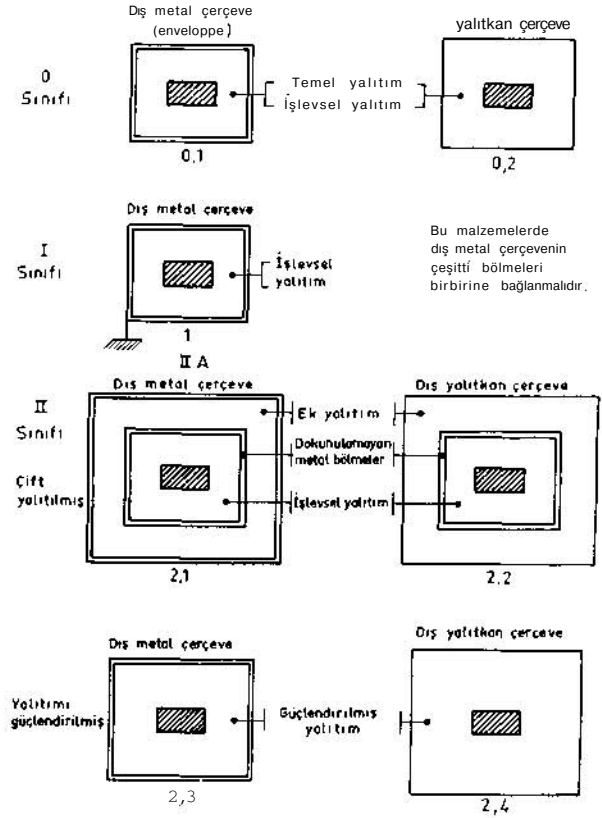 Dış metal çerçeve
(enveloppe)
yalıtkan çerçeve
0
Sınıfı
Temel yalıtım
İşlevsel yalıtım
0,1
0,2
Dış metal çerçeve
I
Sınıfı
İşlevsel
yalıtım
Bu malzemelerde
dış metal çerçevenin
çeşittí bölmeleri
birbirine bağlanmalıdır.
1
II A
Dış metal çerçeve
Dış yalıtkan çerçeve
II
Sınıfı
Ek yalıtım
Dokunulamayan
metal bölmeler
Çift
yalıtılmış
İşlevsel yalıtım
2,1
2.2
Dış metal çerçeve
Dış yalıtkan çerçeve
Yalıtımı
güçlendirilmiş
Güçlendirilmiş
yalıtım
2,3
2,4